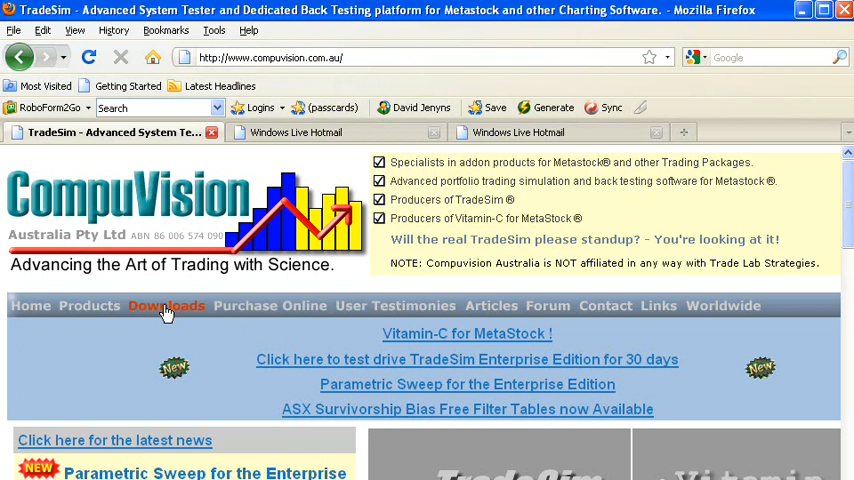 TradeSim - Advanced System Tester and Dedicated Back Testing platform for Metastock and other Charting Software. - Mozilla Firefox
File Edit View History Bookmarks Tools Help
http://www.compuvision.com.au/ Google
Most Visited Getting Started Latest Headlines
RoboForm2Go Search Logins (passcards) David Jenyns Save Generate Sync
TradeSim - Advanced System Te... Windows Live Hotmail Windows Live Hotmail
CompuVision
Australia Pty Ltd ABN 86 006 574 090
Advancing the Art of Trading with Science.
Specialists in addon products for Metastock® and other Trading Packages.
Advanced portfolio trading simulation and back testing software for Metastock ®.
Producers of TradeSim ®
Producers of Vitamin-C for MetaStock ®
Will the real TradeSim please standup? - You're looking at it!
NOTE: Compuvision Australia is NOT affiliated in any way with Trade Lab Strategies.
Home Products Downloads Purchase Online User Testimonies Articles Forum Contact Links Worldwide
Vitamin-C for MetaStock !
New Click here to test drive TradeSim Enterprise Edition for 30 days New
Parametric Sweep for the Enterprise Edition
ASX Survivorship Bias Free Filter Tables now Available
Click here for the latest news
NEW Parametric Sweep for the Enterprise
TradeSim Vitamin